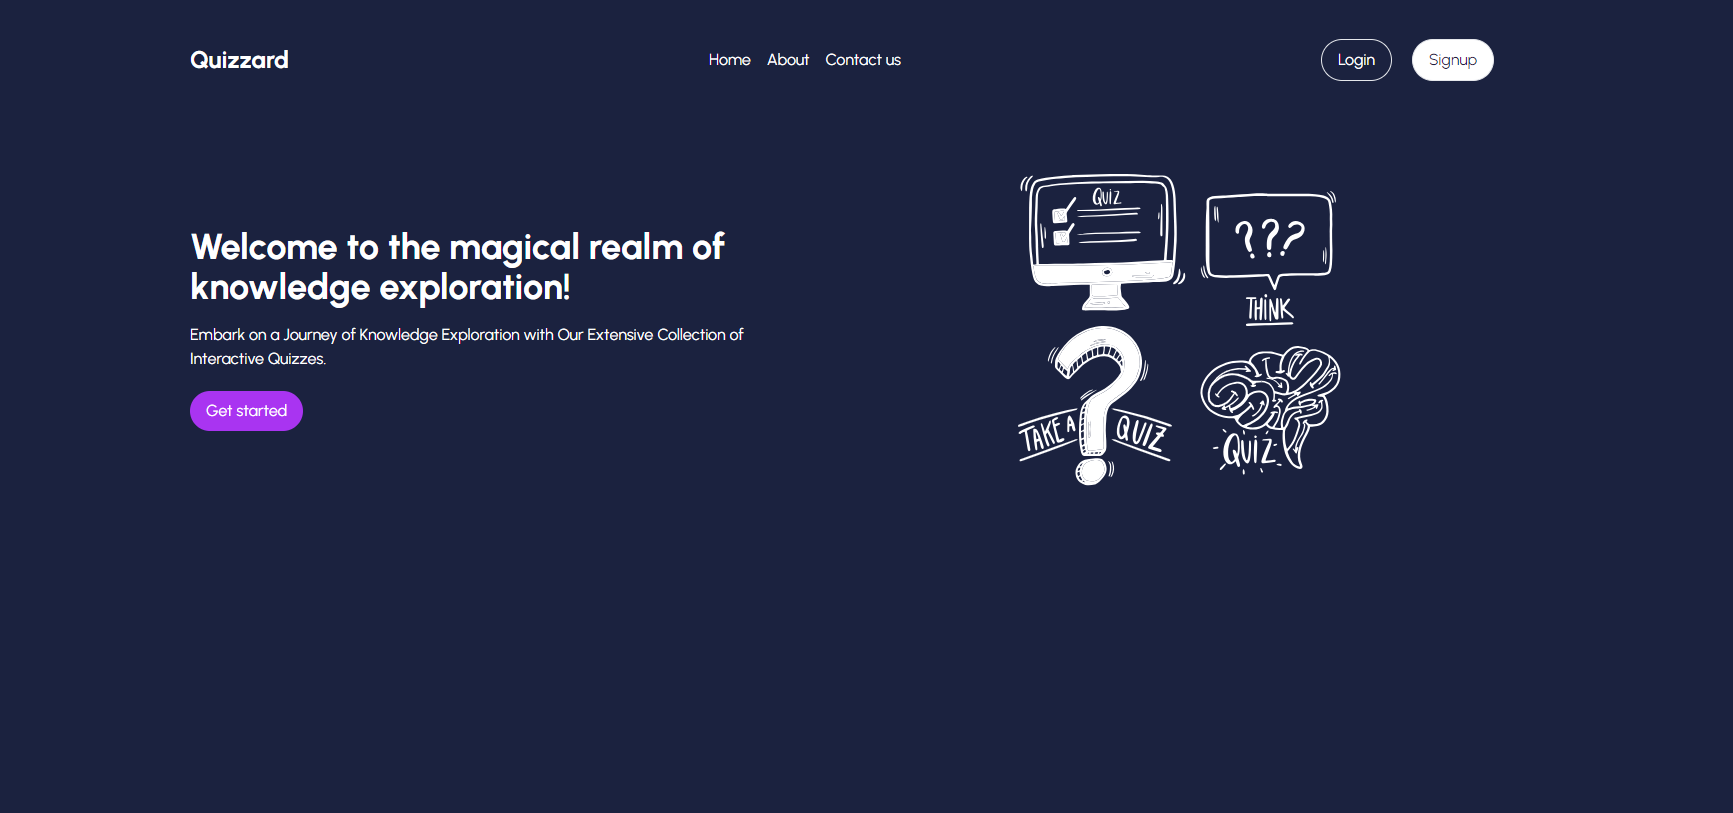 Quizzard
Home About Contact us
Login Signup
Welcome to the magical realm of
knowledge exploration!
Embark on a Journey of Knowledge Exploration with Our Extensive Collection of
Interactive Quizzes.
Get started
QUIZ
???
THINK
TAKE A ? QUIZ
QUIZ